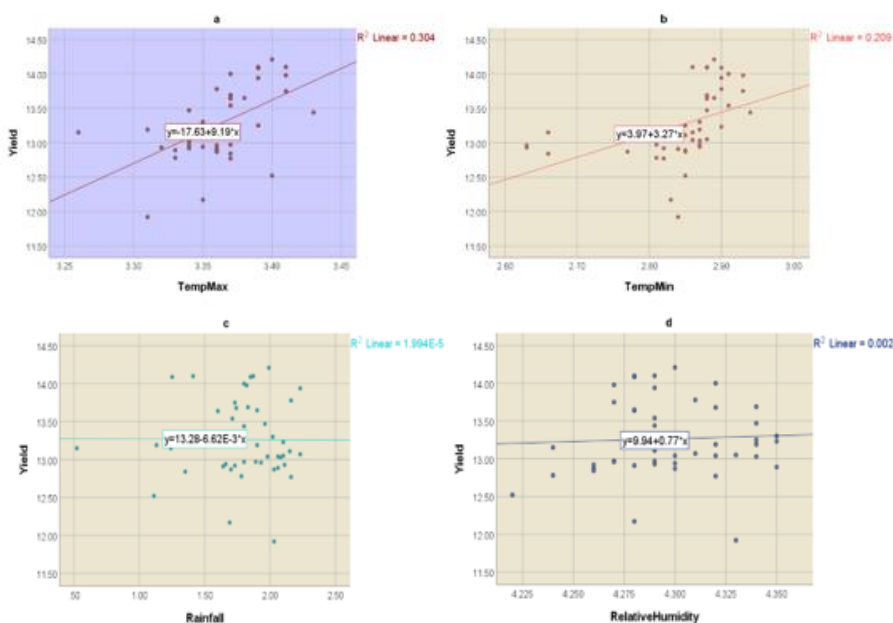 a
R² Linear = 0.304
14.50
14.00
13.50
13.00
12.50
12.00
11.50
Yield
y=-17.63+9.19*x
3.25
3.30
3.35
3.40
3.45
TempMax
b
R² Linear = 0.209
14.50
14.00
13.50
13.00
12.50
12.00
11.50
Yield
y=3.97+3.27*x
2.60
2.70
2.80
2.90
3.00
TempMin
c
R² Linear = 1.994E-5
14.50
14.00
13.50
13.00
12.50
12.00
11.50
Yield
y=13.28-6.62E-3*x
.50
1.00
1.50
2.00
2.50
Rainfall
d
R² Linear = 0.002
14.50
14.00
13.50
13.00
12.50
12.00
11.50
Yield
y=9.94+0.77*x
4.225
4.250
4.275
4.300
4.325
4.350
RelativeHumidity